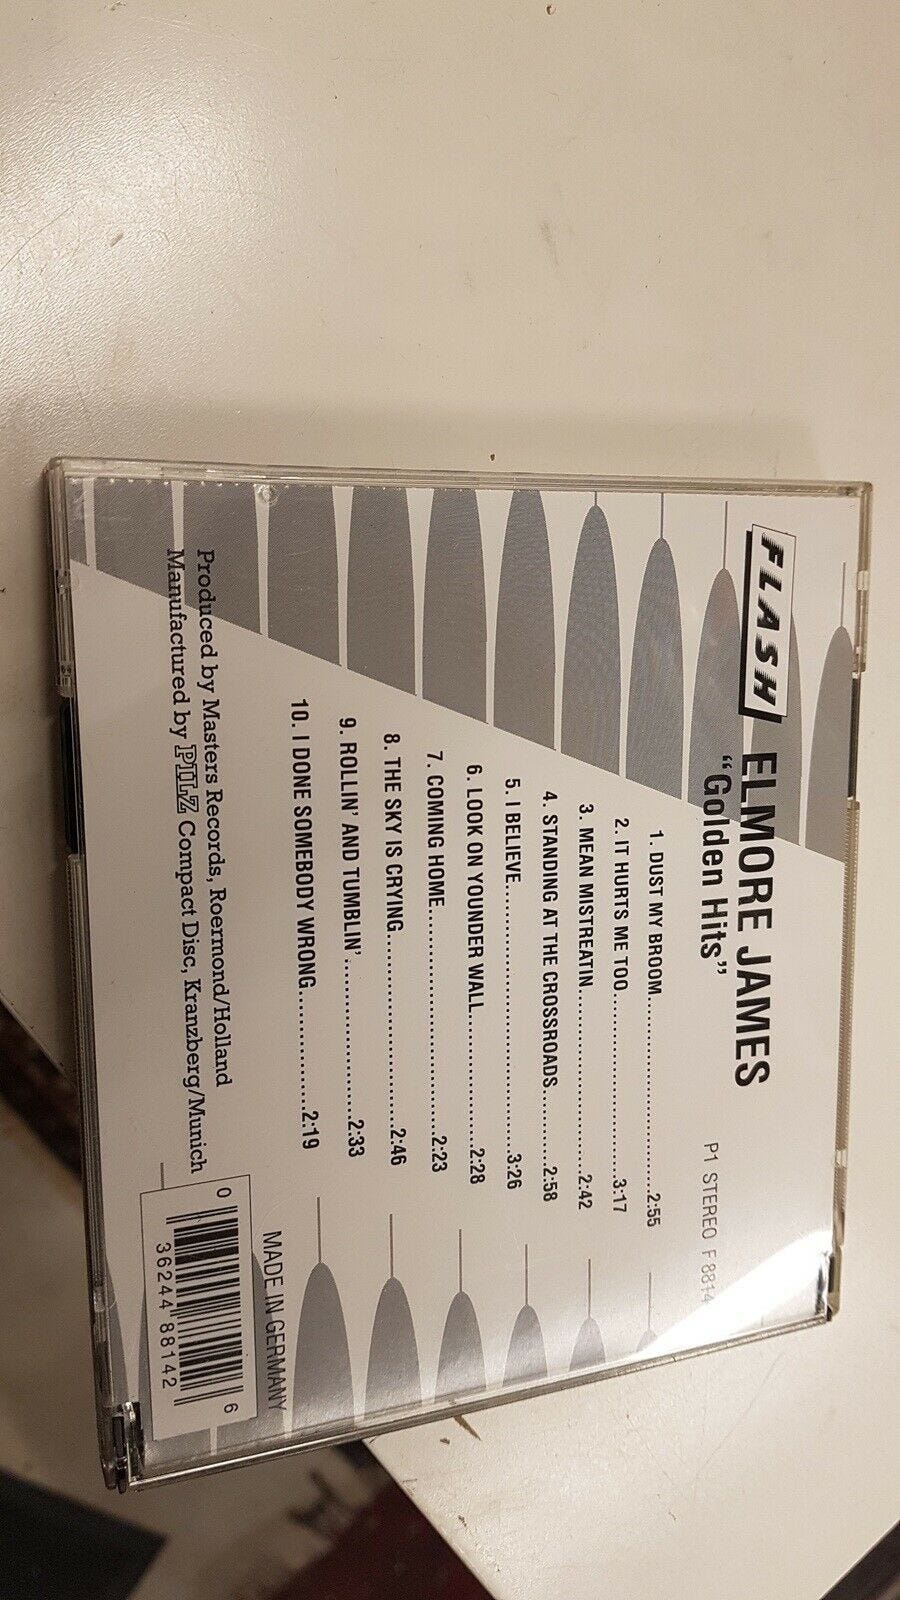 FLASH ELMORE JAMES
"Golden Hits"
P1 STEREO F 8814
1. DUST MY BROOM..............................2:55
2. IT HURTS ME TOO............................3:17
3. MEAN MISTREATIN............................2:42
4. STANDING AT THE CROSSROADS.........2:58
5. I BELIEVE.......................................3:26
6. LOOK ON YOUNDER WALL...................2:28
7. COMING HOME................................2:23
8. THE SKY IS CRYING............................2:46
9. ROLLIN' AND TUMBLIN'.......................2:33
10. I DONE SOMEBODY WRONG..............2:19
MADE IN GERMANY
Produced by Masters Records, Roermond/Holland
Manufactured by PILZ Compact Disc, Kranzberg/Munich
0 36244 88142 6